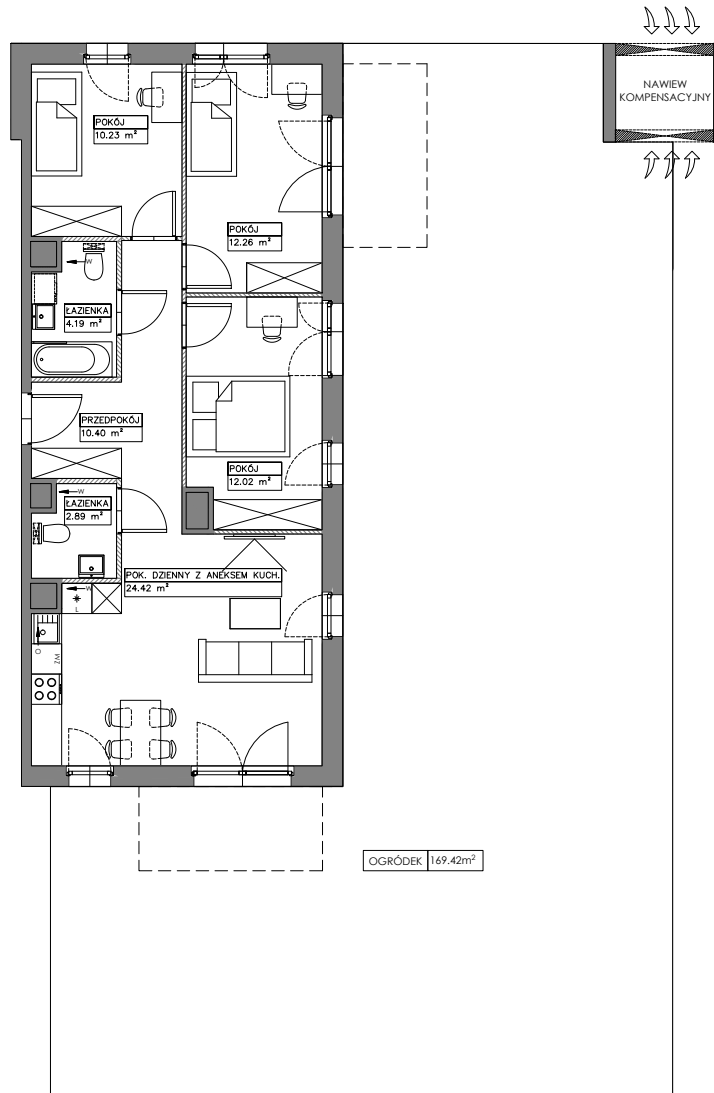 NAWIEW
KOMPENSACYJNY
POKÓJ
10.23 m²
POKÓJ
12.26 m²
W
ŁAZIENKA
4.19 m²
PRZEDPOKÓJ
10.40 m²
POKÓJ
12.02 m²
W
ŁAZIENKA
2.89 m²
POK. DZIENNY Z ANEKSEM KUCH.
24.42 m²
W
L
O
ZM
OGRÓDEK 169.42m²